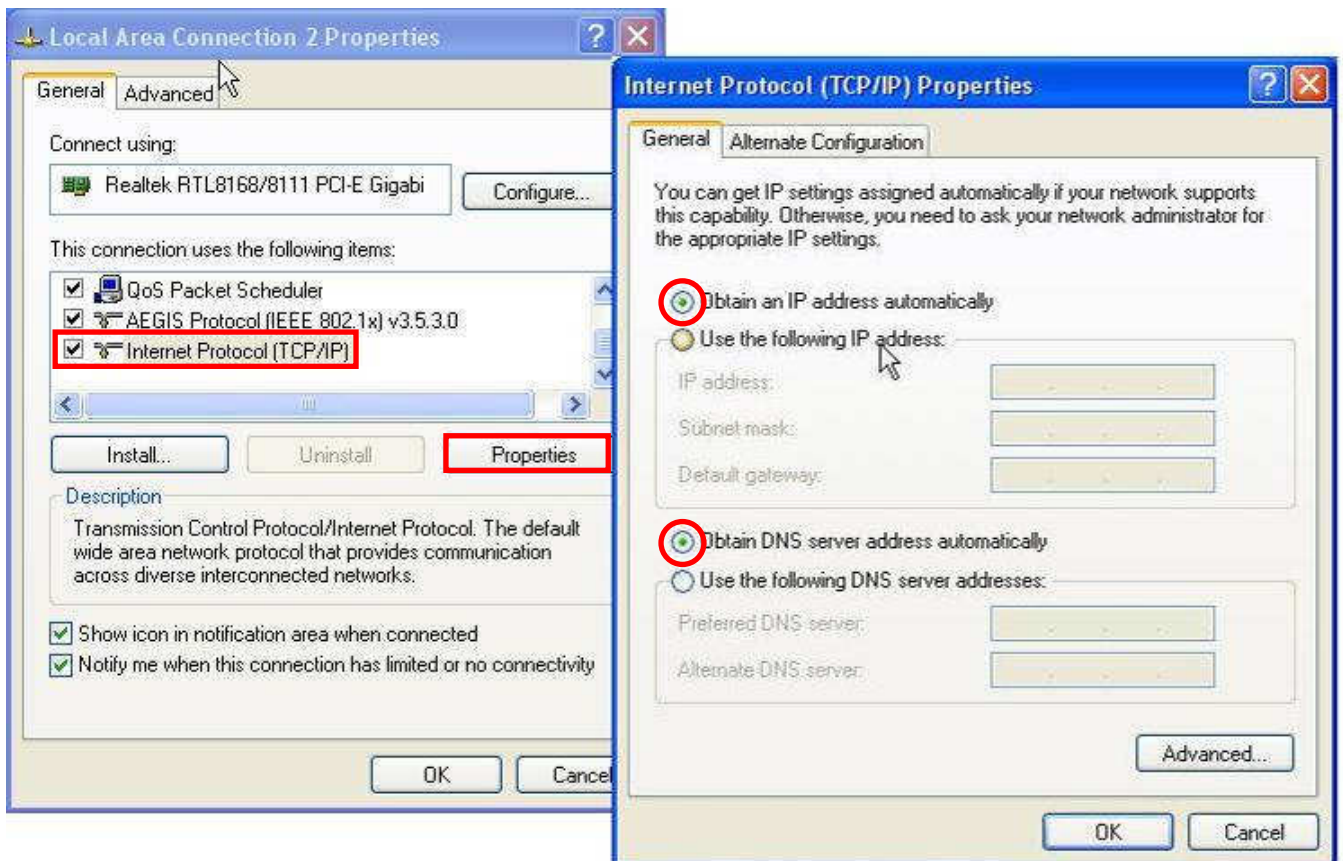 Local Area Connection 2 Properties
General
Advanced
Connect using:
Realtek RTL8168/8111 PCI-E Gigabi
Configure...
This connection uses the following items:
QoS Packet Scheduler
AEGIS Protocol (IEEE 802.1x) v3.5.3.0
Internet Protocol (TCP/IP)
Install...
Uninstall
Properties
Description
Transmission Control Protocol/Internet Protocol. The default
wide area network protocol that provides communication
across diverse interconnected networks.
Show icon in notification area when connected
Notify me when this connection has limited or no connectivity
OK
Cancel
Internet Protocol (TCP/IP) Properties
General
Alternate Configuration
You can get IP settings assigned automatically if your network supports
this capability. Otherwise, you need to ask your network administrator for
the appropriate IP settings.
Obtain an IP address automatically
Use the following IP address:
IP address:
Subnet mask:
Default gateway:
Obtain DNS server address automatically
Use the following DNS server addresses:
Preferred DNS server:
Alternate DNS server:
Advanced...
OK
Cancel